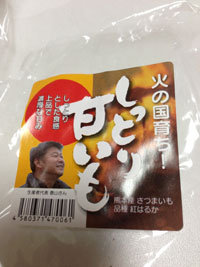 火の国育ち!
しっとり
甘いも
しっとり
とした食感
上品で
濃厚な甘み
熊本産 さつまいも
品種 紅はるか
4580371470061